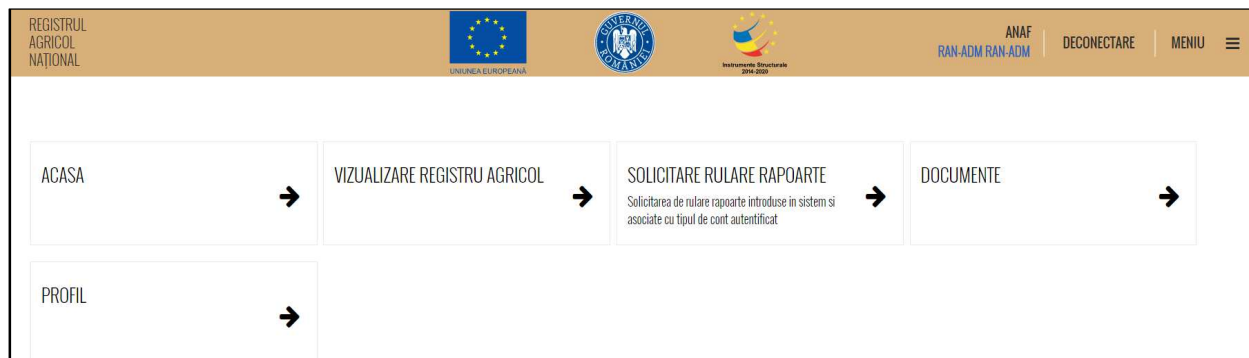 REGISTRUL
AGRICOL
NAȚIONAL
UNIUNEA EUROPEANĂ
GUVERNUL ROMÂNIEI
Instrumente Structurale
2014-2020
ANAF
RAN-ADM RAN-ADM
DECONECTARE
MENIU
ACASA
VIZUALIZARE REGISTRU AGRICOL
SOLICITARE RULARE RAPOARTE
Solicitarea de rulare rapoarte introduse in sistem si
asociate cu tipul de cont autentificat
DOCUMENTE
PROFIL